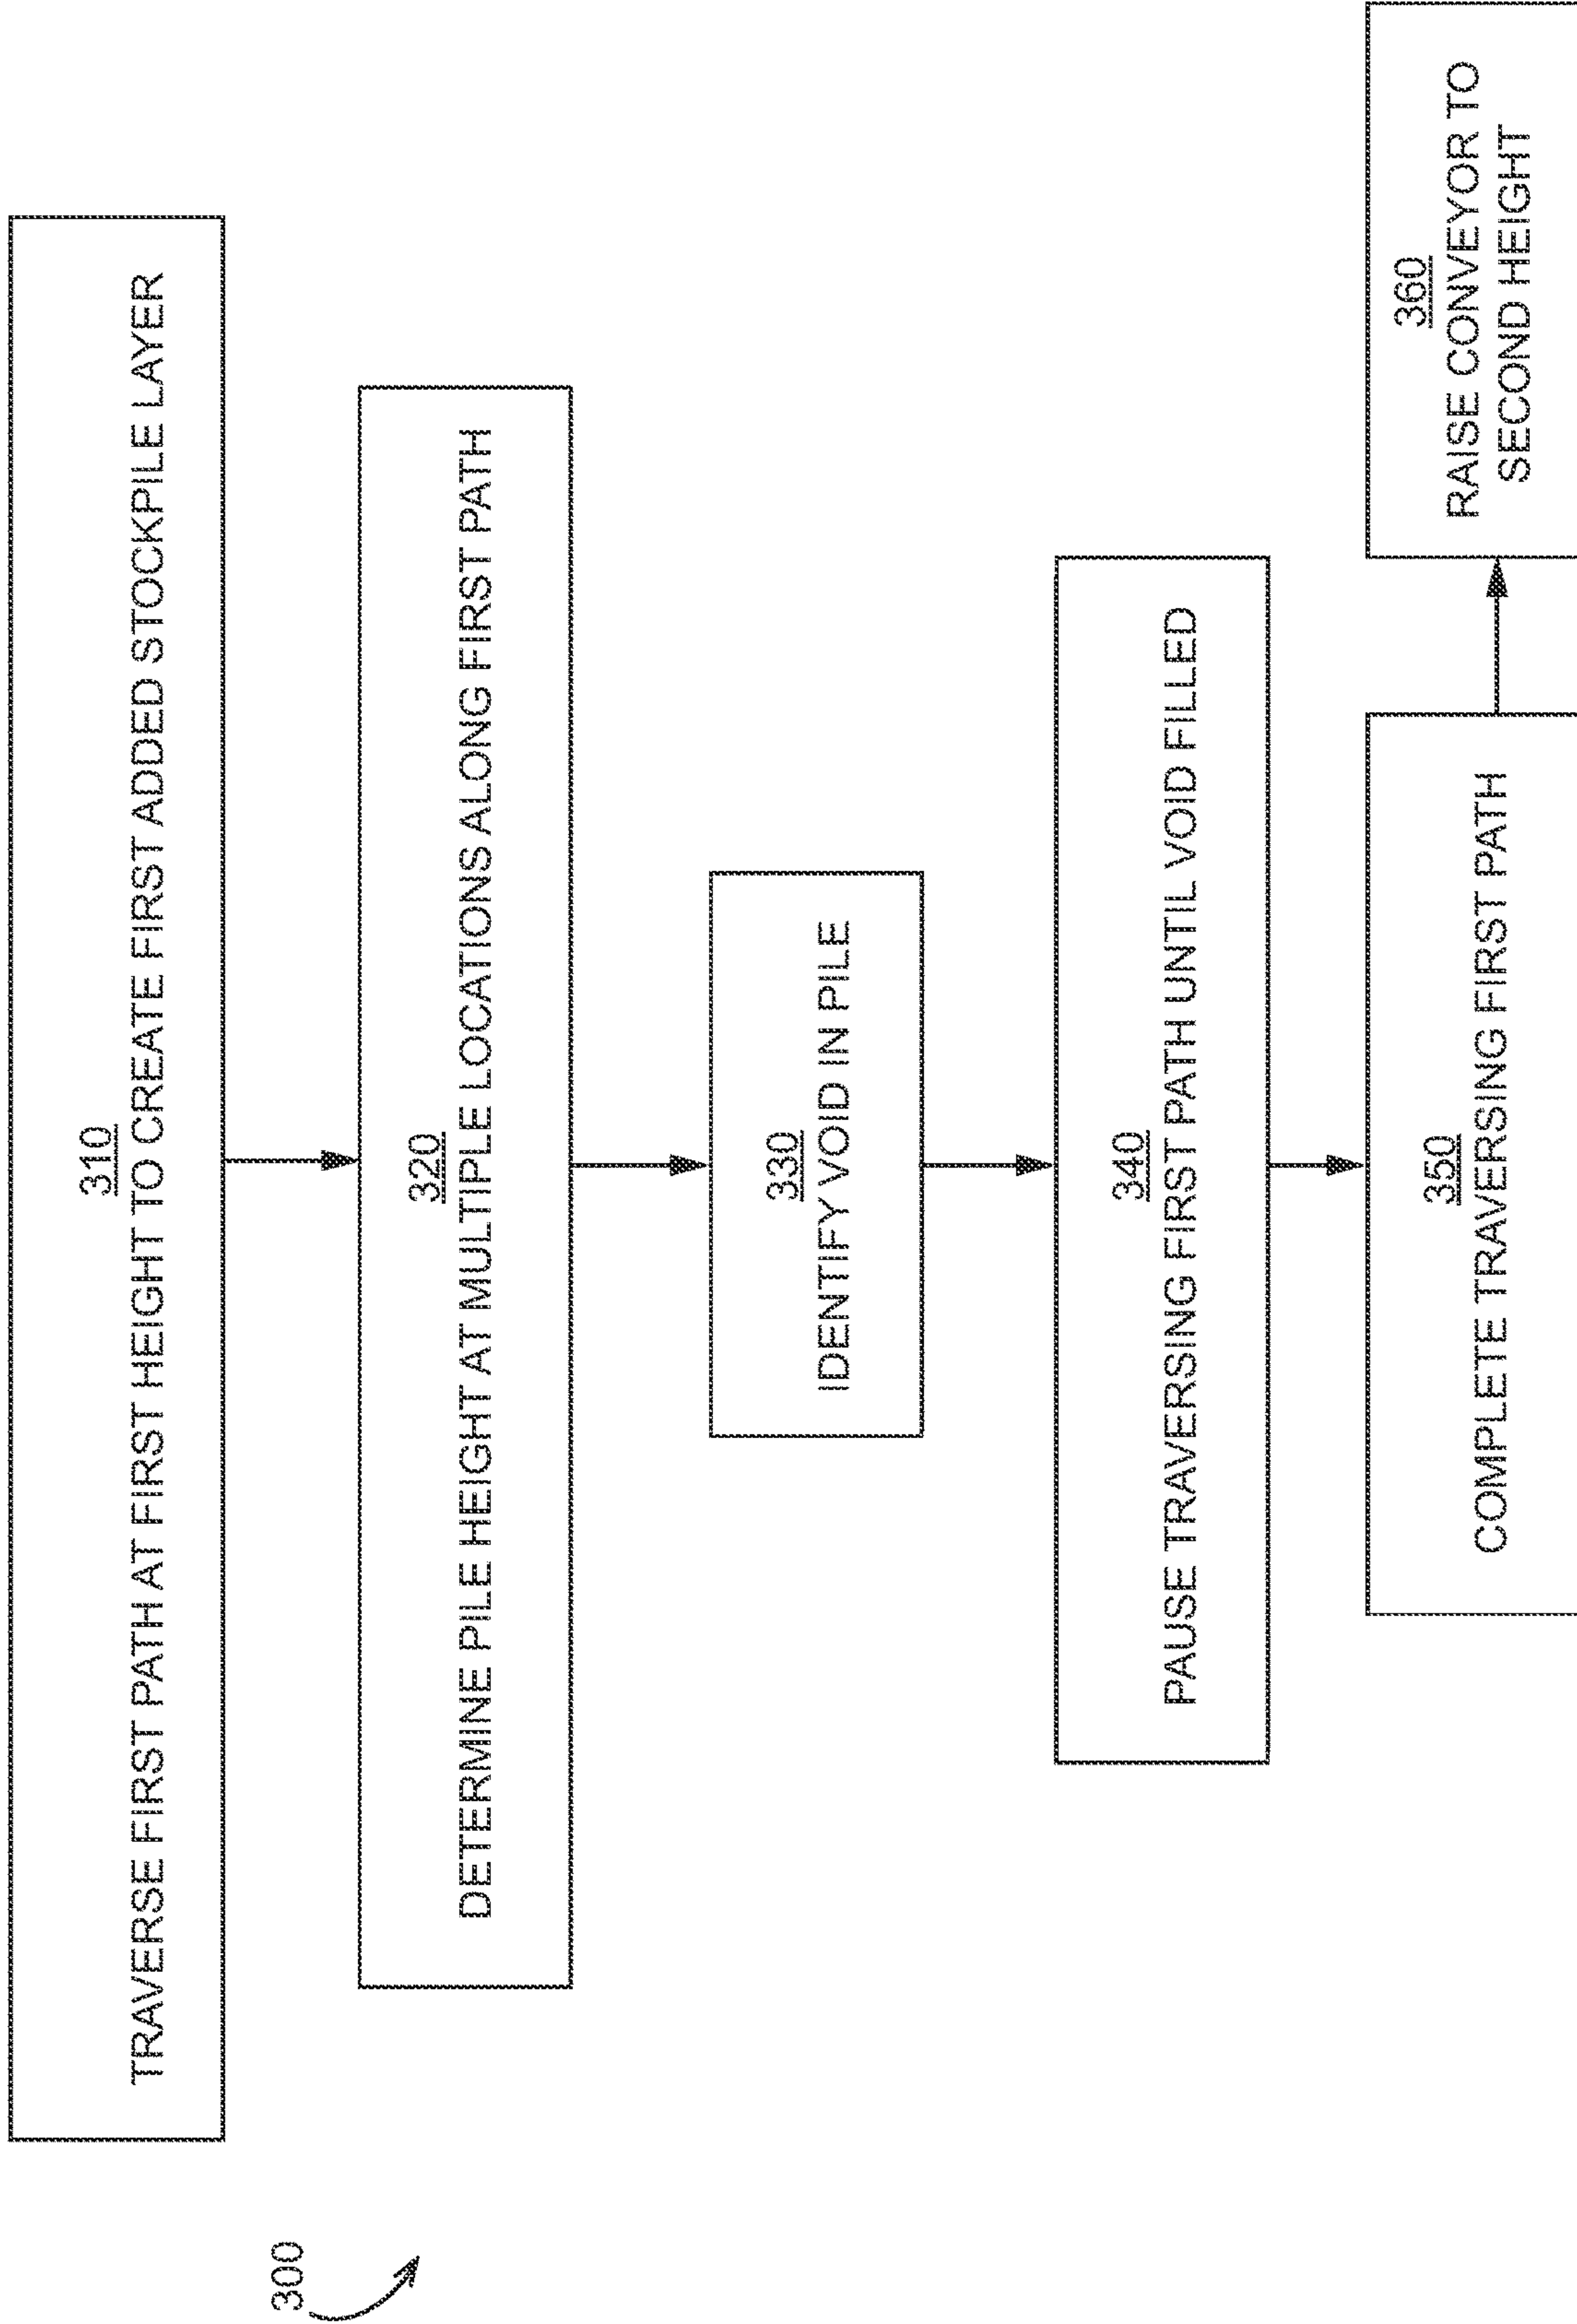 300
310
TRAVERSE FIRST PATH AT FIRST HEIGHT TO CREATE FIRST ADDED STOCKPILE LAYER
320
DETERMINE PILE HEIGHT AT MULTIPLE LOCATIONS ALONG FIRST PATH
330
IDENTIFY VOID IN PILE
340
PAUSE TRAVERSING FIRST PATH UNTIL VOID FILLED
350
COMPLETE TRAVERSING FIRST PATH
360
RAISE CONVEYOR TO
SECOND HEIGHT